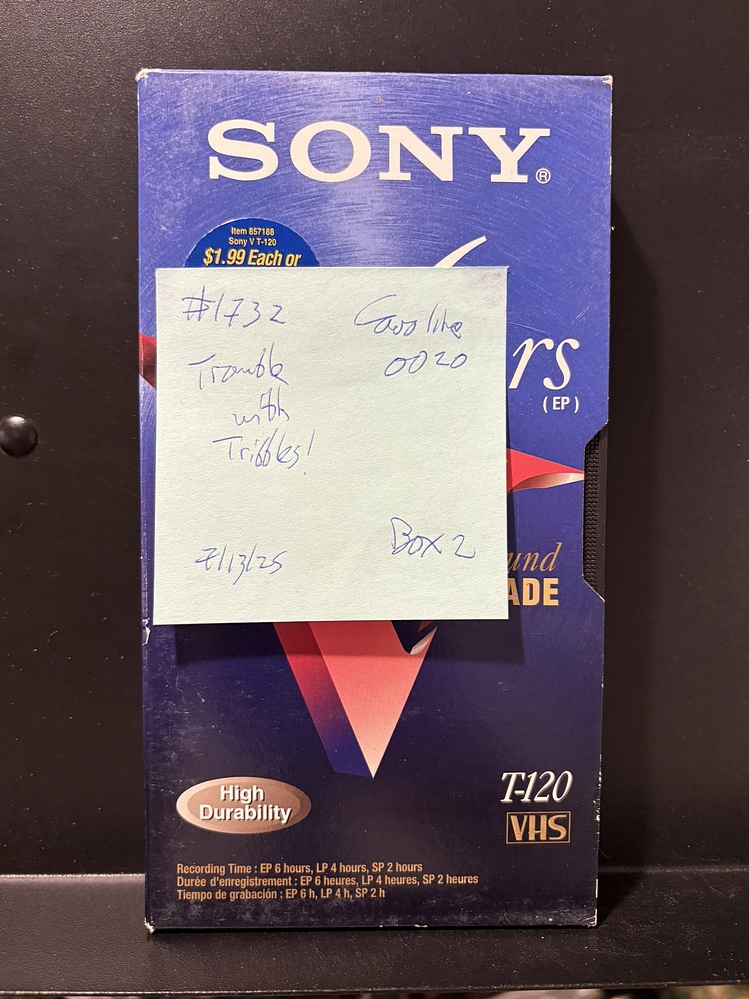 SONY®
Item 857188
Sony V T-120
$1.99 Each or
#1732
Trouble
with
Tribbles!
0020
rs
(EP)
7/13/25
Box 2
und
ADE
High
Durability
T-120
VHS
Recording Time : EP 6 hours, LP 4 hours, SP 2 hours
Durée d'enregistrement : EP 6 heures, LP 4 heures, SP 2 heures
Tiempo de grabación : EP 6 h, LP 4 h, SP 2 h